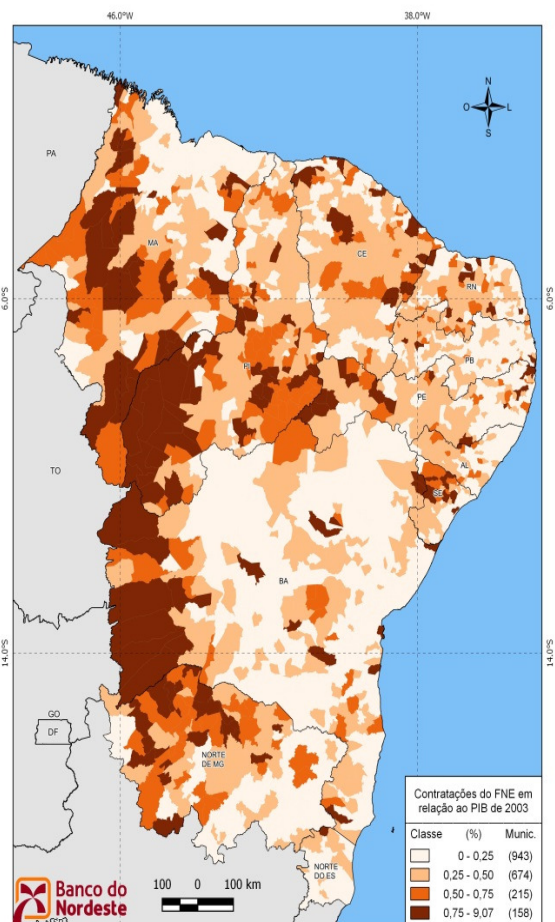 46.0°W 38.0°W
N
O L
S
PA
MA
CE
RN
6.0°S 6.0°S
PB
PI
PE
TO
AL
SE
BA
14.0°S 14.0°S
GO
DF
NORTE
DE MG
NORTE
DO ES
Contratações do FNE em
relação ao PIB de 2003
Classe (%) Munic.
0 - 0,25 (943)
0,25 - 0,50 (674)
0,50 - 0,75 (215)
0,75 - 9,07 (158)
Banco do
Nordeste
100 0 100 km